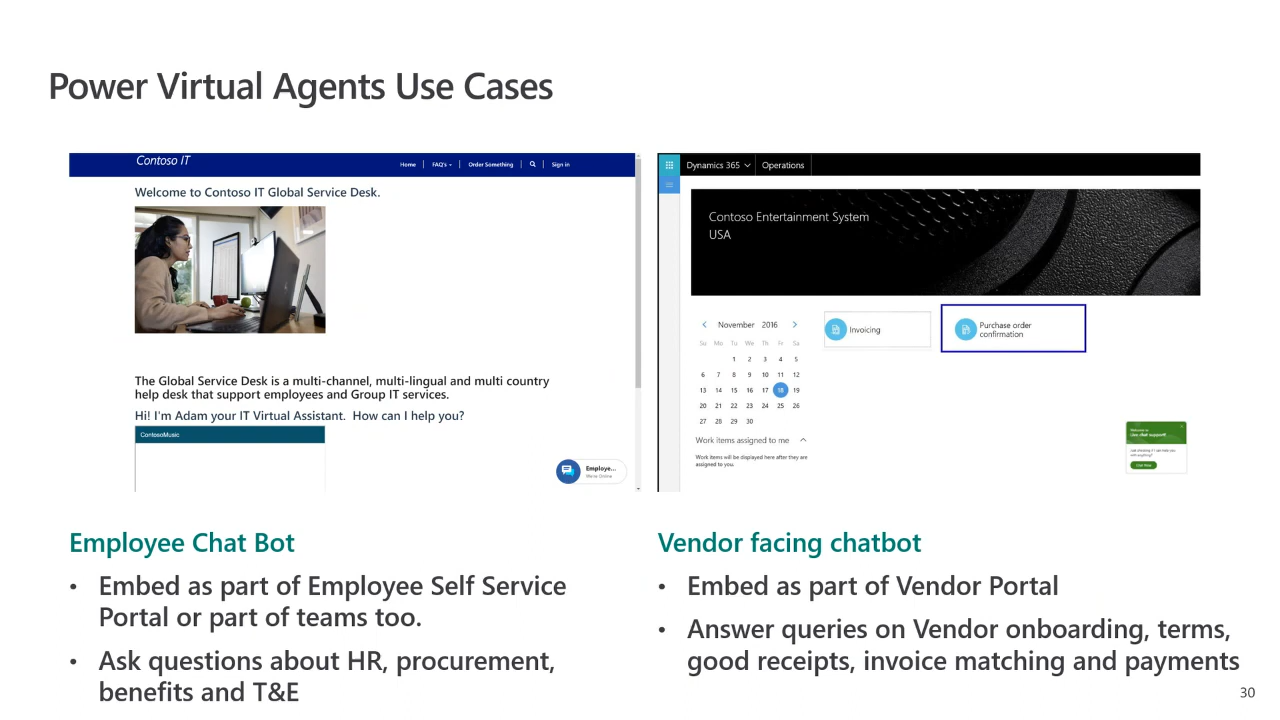 Power Virtual Agents Use Cases
Contoso IT
Home
FAQ's
Order Something
Sign in
Welcome to Contoso IT Global Service Desk.
The Global Service Desk is a multi-channel, multi-lingual and multi country
help desk that support employees and Group IT services.
Hi! I'm Adam your IT Virtual Assistant. How can I help you?
ContosoMusic
Employe...
We're Online
Dynamics 365
Operations
Contoso Entertainment System
USA
November 2016
Su Mo Tu We Th Fr Sa
1 2 3 4 5
6 7 8 9 10 11 12
13 14 15 16 17 18 19
20 21 22 23 24 25 26
27 28 29 30
Invoicing
Purchase order
confirmation
Work items assigned to me
Work items will be displayed here after they are
assigned to you.
Welcome to
Live chat support!
Chat Now
Employee Chat Bot
• Embed as part of Employee Self Service
Portal or part of teams too.
• Ask questions about HR, procurement,
benefits and T&E
Vendor facing chatbot
• Embed as part of Vendor Portal
• Answer queries on Vendor onboarding, terms,
good receipts, invoice matching and payments
30